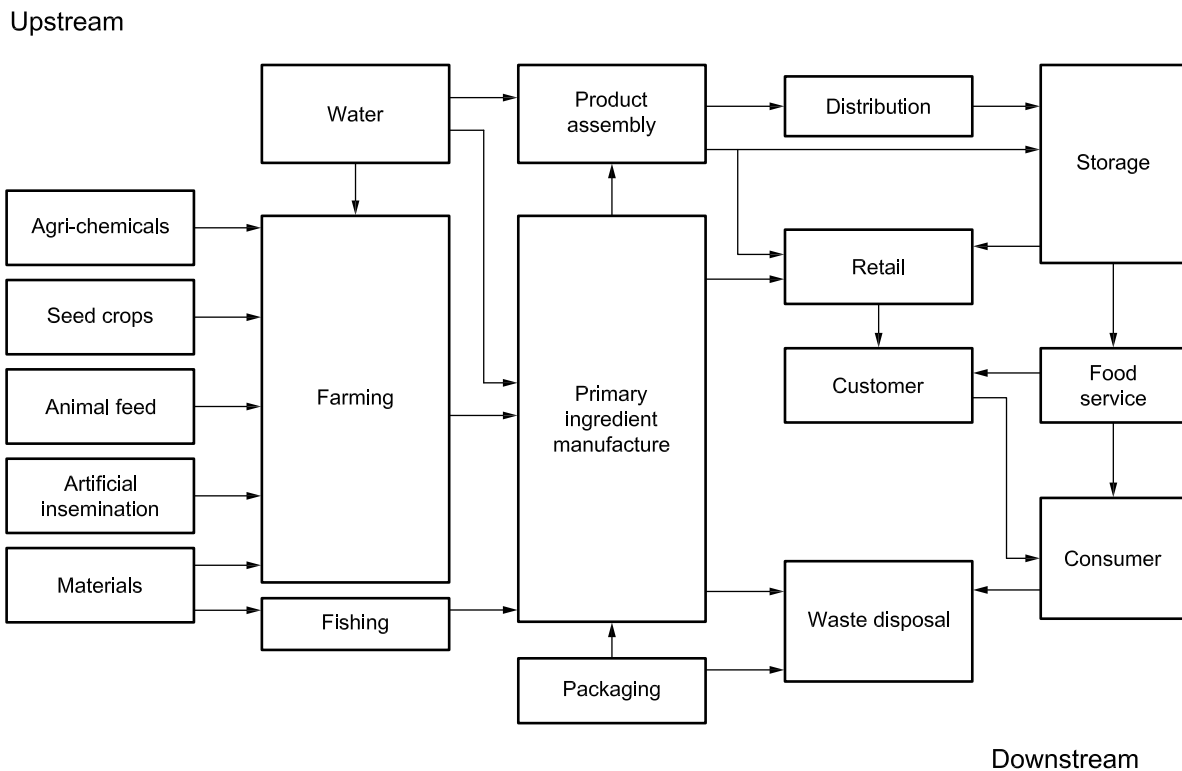 Upstream
Water
Product
assembly
Distribution
Storage
Agri-chemicals
Seed crops
Animal feed
Artificial
insemination
Materials
Farming
Fishing
Primary
ingredient
manufacture
Packaging
Retail
Customer
Food
service
Consumer
Waste disposal
Downstream